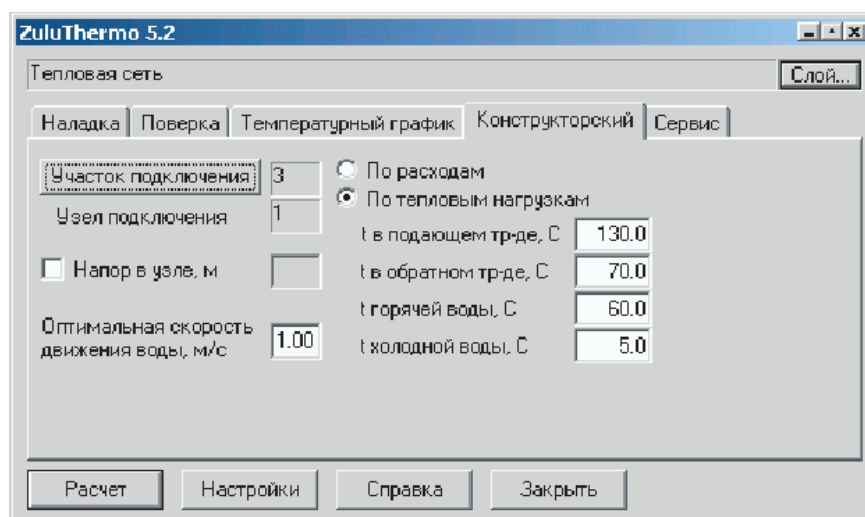 ZuluThermo 5.2
Тепловая сеть
Слой...
Наладка Поверка Температурный график Конструкторский Сервис
Участок подключения 3
По расходам
Узел подключения 1
По тепловым нагрузкам
t в подающем тр-де, С 130.0
Напор в узле, м
t в обратном тр-де, С 70.0
t горячей воды, С 60.0
Оптимальная скорость
движения воды, м/с 1.00
t холодной воды, С 5.0
Расчет Настройки Справка Закрыть